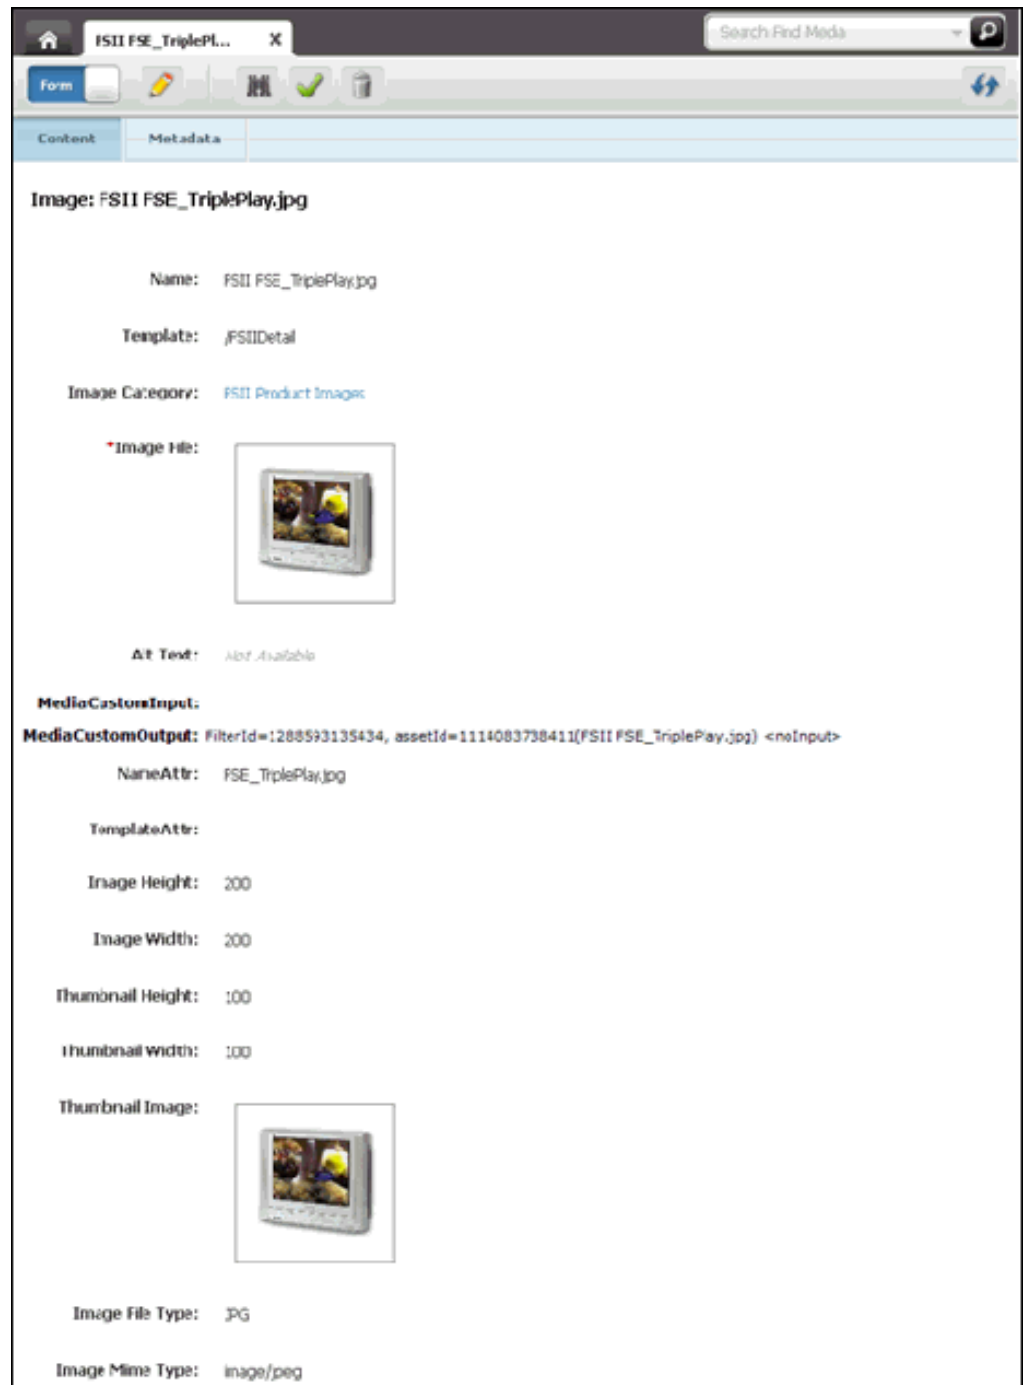 FSII FSE_TriplePl... X
Search Find Media
Form
Content Metadata
Image: FSII FSE_TriplePlay.jpg
Name: FSII FSE_TriplePlay.jpg
Template: /FSIIDetail
Image Category: FSII Product Images
*Image File:
Alt Text: Not Available
MediaCustomInput:
MediaCustomOutput: FilterId=1288593135434, assetId=1114083738411(FSII FSE_TriplePlay.jpg) <noInput>
NameAttr: FSE_TriplePlay.jpg
TemplateAttr:
Image Height: 200
Image Width: 200
Thumbnail Height: 100
Thumbnail Width: 100
Thumbnail Image:
Image File Type: JPG
Image Mime Type: image/jpeg